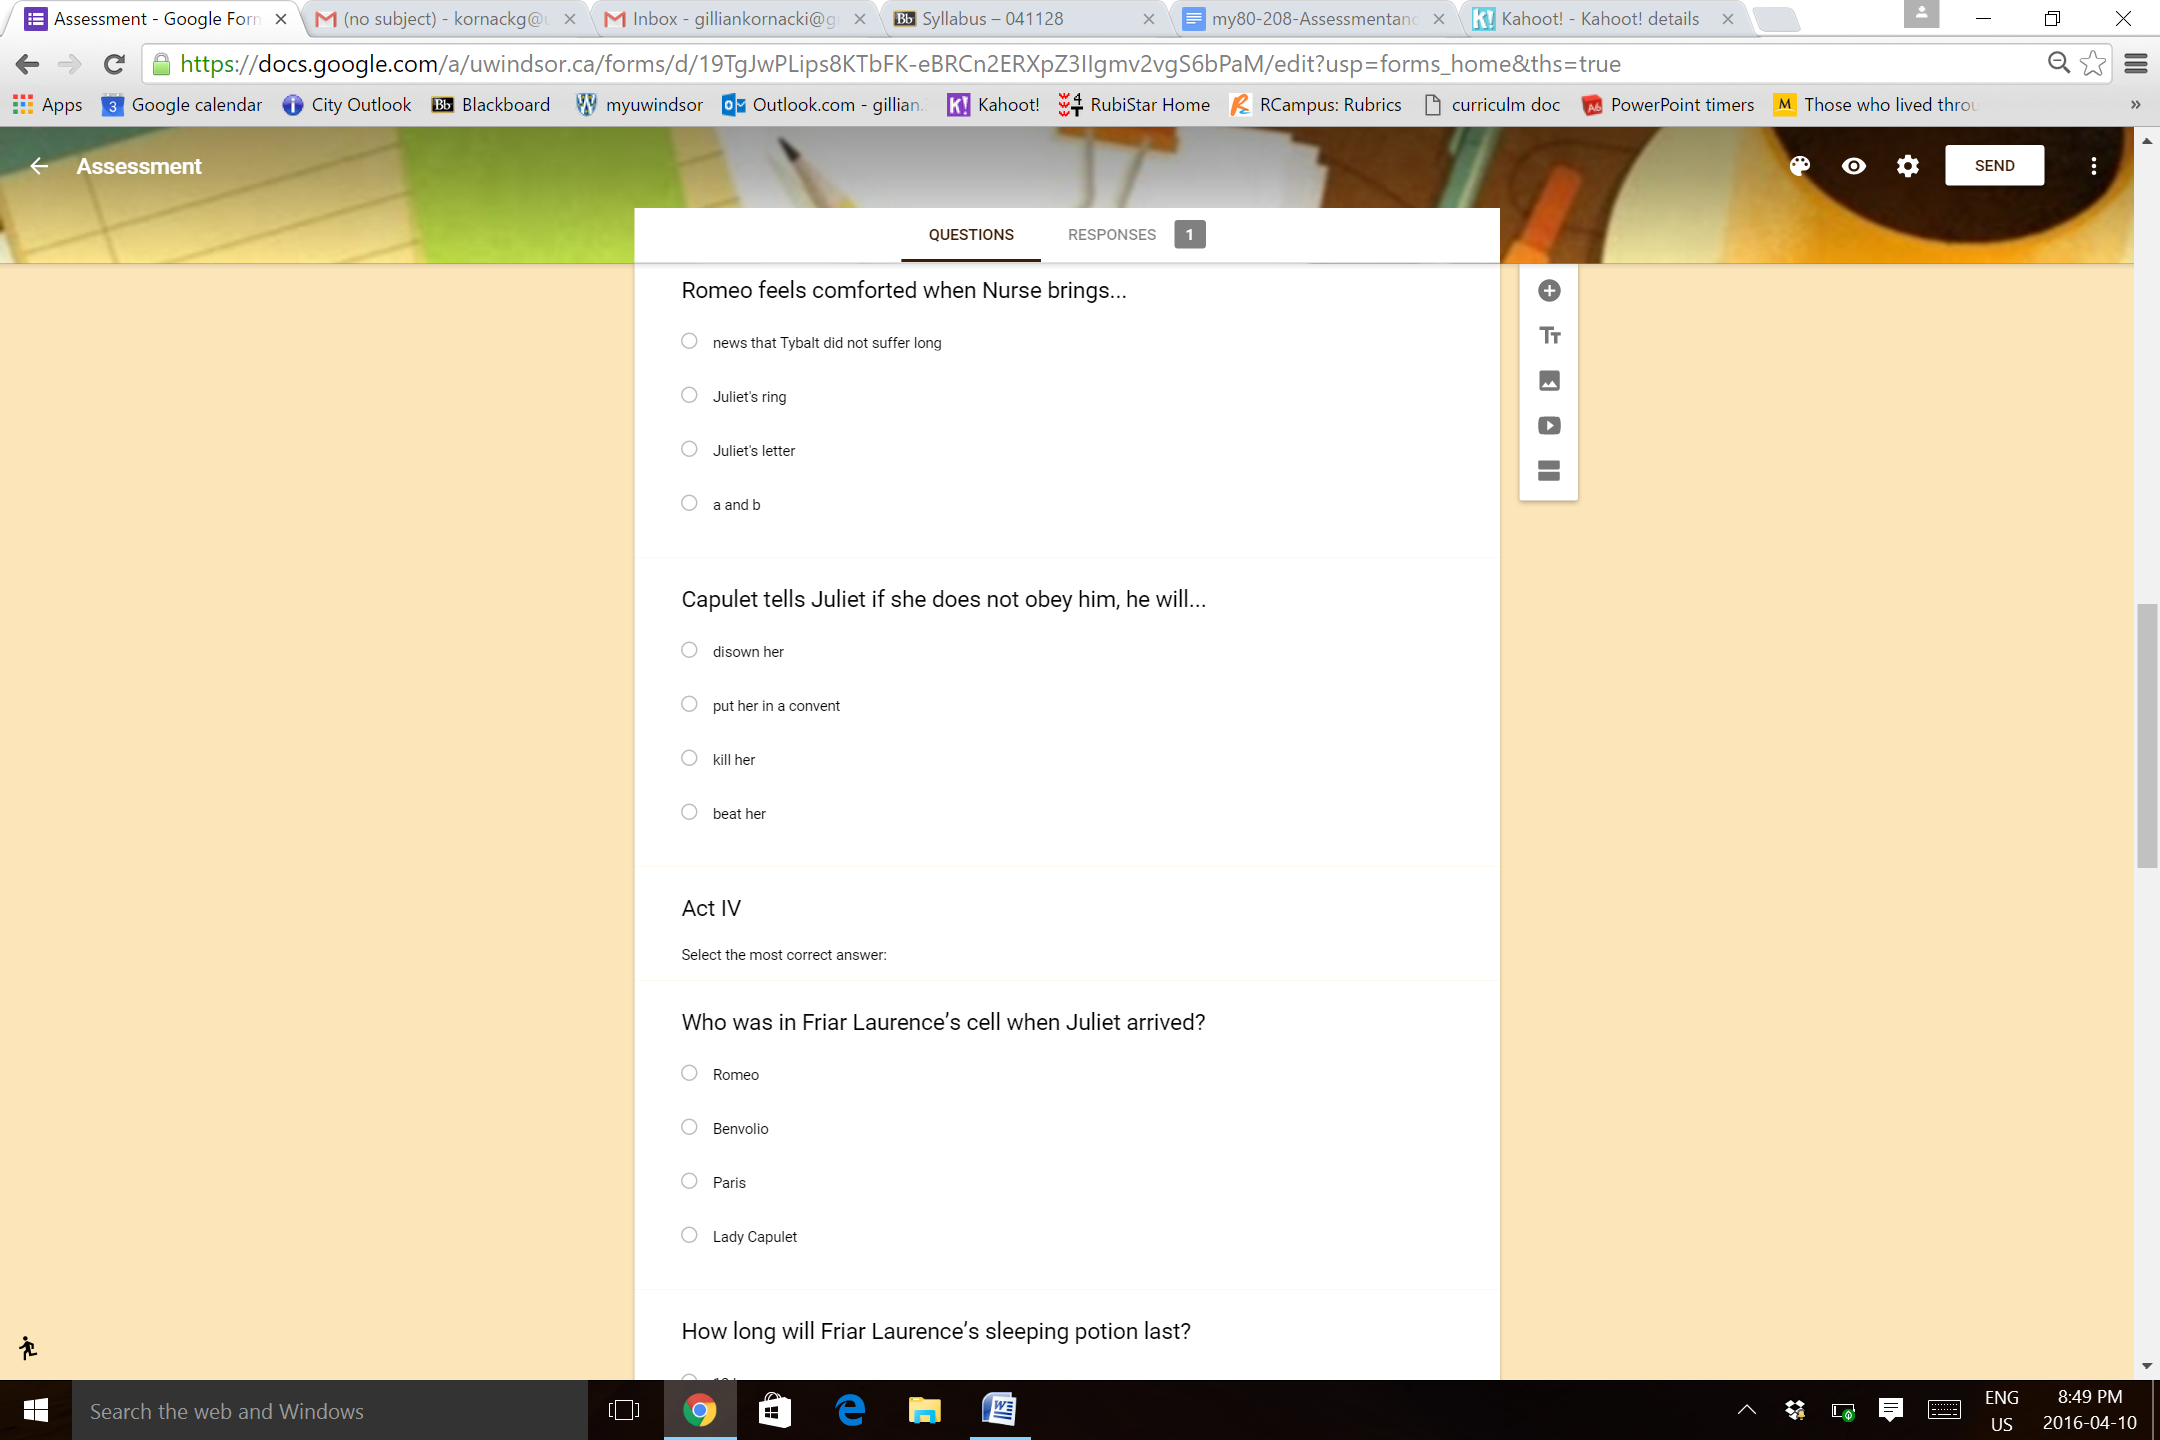 Assessment - Google Forn
(no subject) - kornackg@u
Inbox - gilliankornacki@g
Bb Syllabus – 041128
my80-208-Assessmentanc
K! Kahoot! - Kahoot! details
https://docs.google.com/a/uwindsor.ca/forms/d/19TgJwPLips8KTbFK-eBRCn2ERXpZ3IIgmv2vgS6bPaM/edit?usp=forms_home&ths=true
Apps
3 Google calendar
City Outlook
Bb Blackboard
myuwindsor
Outlook.com - gillian.
K! Kahoot!
RubiStar Home
RCampus: Rubrics
curriculm doc
PowerPoint timers
M Those who lived throu
»
Assessment
SEND
QUESTIONS
RESPONSES 1
Romeo feels comforted when Nurse brings...
news that Tybalt did not suffer long
Juliet's ring
Juliet's letter
a and b
Capulet tells Juliet if she does not obey him, he will...
disown her
put her in a convent
kill her
beat her
Act IV
Select the most correct answer:
Who was in Friar Laurence’s cell when Juliet arrived?
Romeo
Benvolio
Paris
Lady Capulet
How long will Friar Laurence’s sleeping potion last?
Search the web and Windows
ENG
US
8:49 PM
2016-04-10